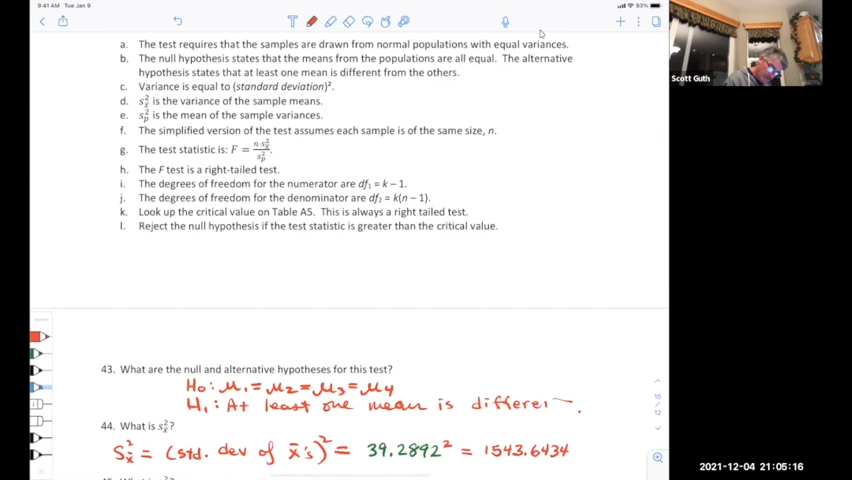 9:41 AM Tue Jan 9
93%
a. The test requires that the samples are drawn from normal populations with equal variances.
b. The null hypothesis states that the means from the populations are all equal. The alternative
hypothesis states that at least one mean is different from the others.
c. Variance is equal to (standard deviation)².
d. s²ₓ̄ is the variance of the sample means.
e. s²ₚ is the mean of the sample variances.
f. The simplified version of the test assumes each sample is of the same size, n.
g. The test statistic is: F = n·s²ₓ̄ / s²ₚ.
h. The F test is a right-tailed test.
i. The degrees of freedom for the numerator are df₁ = k − 1.
j. The degrees of freedom for the denominator are df₂ = k(n − 1).
k. Look up the critical value on Table A5. This is always a right tailed test.
l. Reject the null hypothesis if the test statistic is greater than the critical value.
43. What are the null and alternative hypotheses for this test?
H₀: μ₁ = μ₂ = μ₃ = μ₄
H₁: At least one mean is different.
44. What is s²ₓ̄?
S²ₓ̄ = (std. dev of x̄'s)² = 39.2892² = 1543.6434
10
12
Scott Guth
2021-12-04 21:05:16